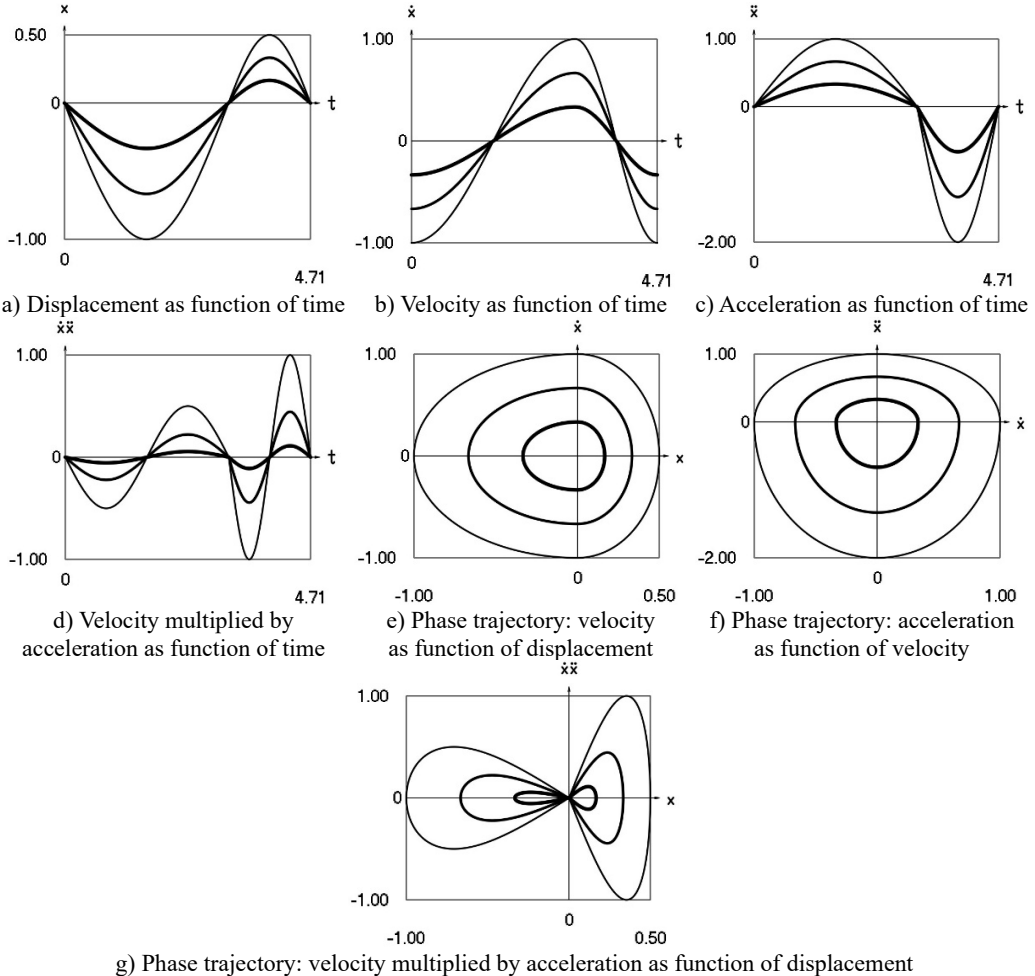 x
0.50
0
t
-1.00
0
4.71
a) Displacement as function of time
ẋ
1.00
0
t
-1.00
0
4.71
b) Velocity as function of time
ẍ
1.00
0
t
-2.00
0
4.71
c) Acceleration as function of time
ẋẍ
1.00
0
t
-1.00
0
4.71
d) Velocity multiplied by
acceleration as function of time
ẋ
1.00
0
x
-1.00
0
-1.00
0.50
e) Phase trajectory: velocity
as function of displacement
ẍ
1.00
0
ẋ
-2.00
0
-1.00
1.00
f) Phase trajectory: acceleration
as function of velocity
ẋẍ
1.00
0
x
-1.00
0
-1.00
0.50
g) Phase trajectory: velocity multiplied by acceleration as function of displacement